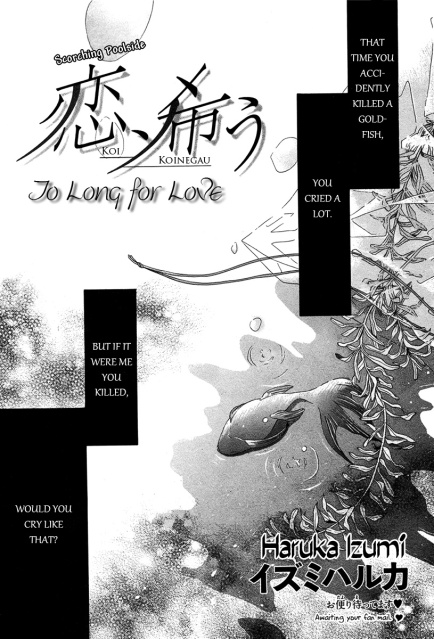 Scorching Poolside
恋、希う
KOI
KOINEGAU
To Long for Love
THAT
TIME YOU
ACCI-
DENTLY
KILLED A
GOLD-
FISH,
YOU
CRIED A
LOT.
BUT IF IT
WERE ME
YOU
KILLED,
WOULD YOU
CRY LIKE
THAT?
Haruka Izumi
イズミハルカ
お便り待ってます♥
Awaiting your fan mail. ♥